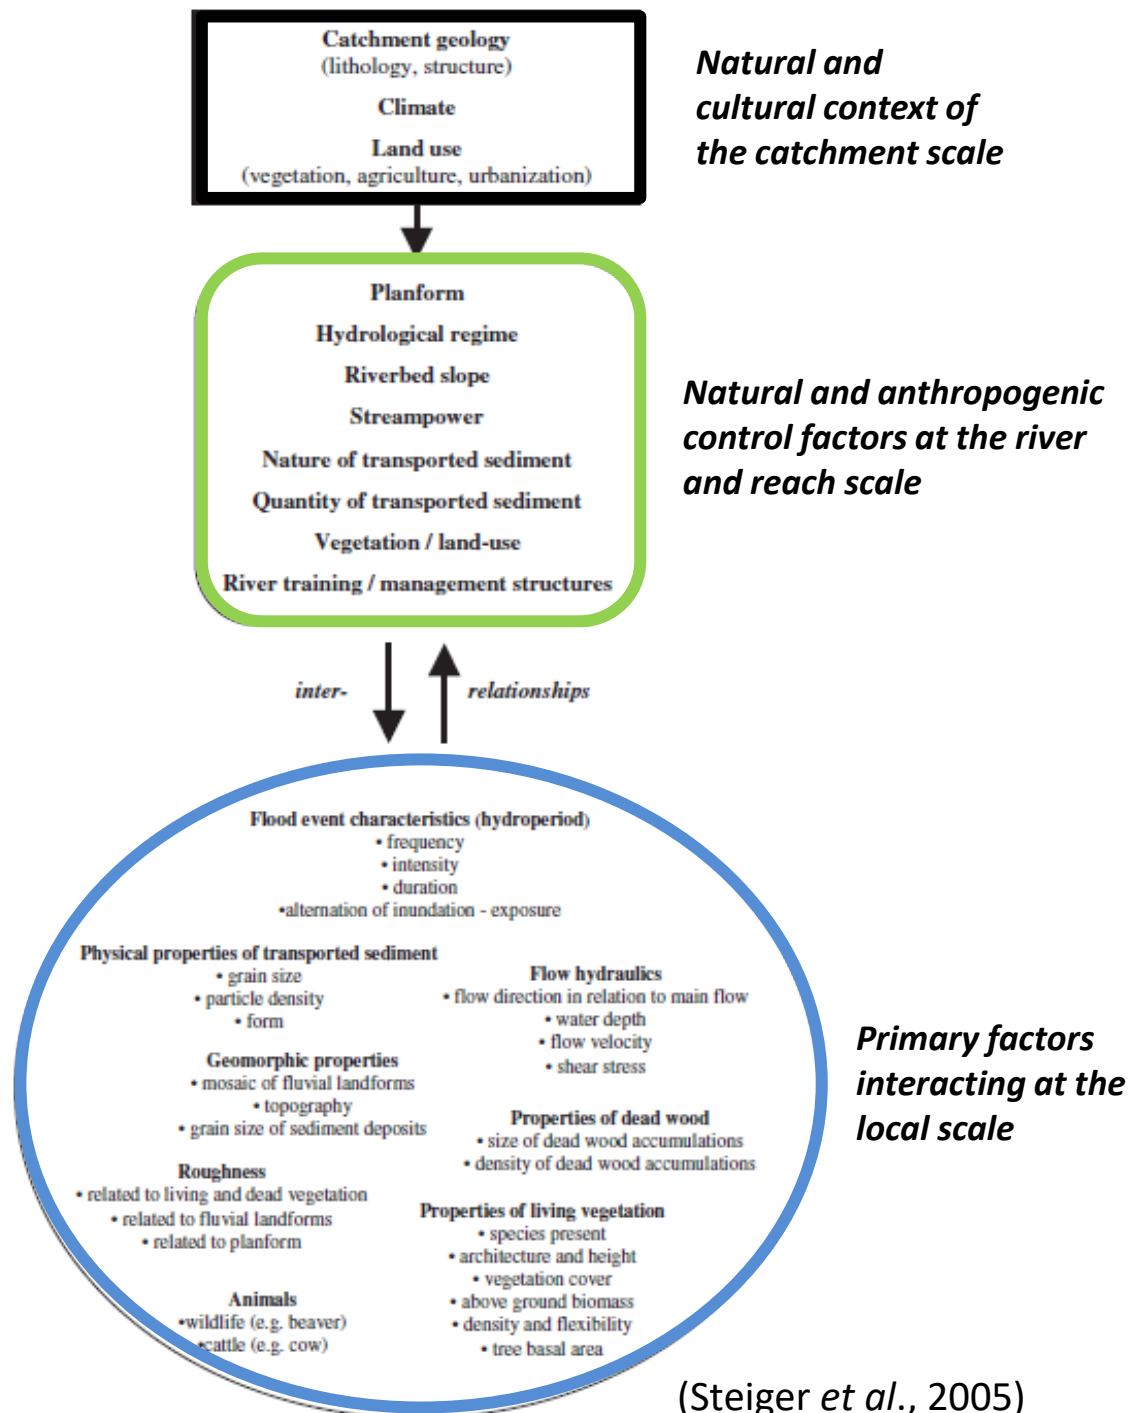 Catchment geology
(lithology, structure)
Climate
Land use
(vegetation, agriculture, urbanization)
Natural and
cultural context of
the catchment scale
Planform
Hydrological regime
Riverbed slope
Streampower
Nature of transported sediment
Quantity of transported sediment
Vegetation / land-use
River training / management structures
Natural and anthropogenic
control factors at the river
and reach scale
inter- relationships
Flood event characteristics (hydroperiod)
• frequency
• intensity
• duration
•alternation of inundation - exposure
Physical properties of transported sediment
• grain size
• particle density
• form
Geomorphic properties
• mosaic of fluvial landforms
• topography
• grain size of sediment deposits
Roughness
• related to living and dead vegetation
• related to fluvial landforms
• related to planform
Animals
•wildlife (e.g. beaver)
•cattle (e.g. cow)
Flow hydraulics
• flow direction in relation to main flow
• water depth
• flow velocity
• shear stress
Properties of dead wood
• size of dead wood accumulations
• density of dead wood accumulations
Properties of living vegetation
• species present
• architecture and height
• vegetation cover
• above ground biomass
• density and flexibility
• tree basal area
Primary factors
interacting at the
local scale
(Steiger et al., 2005)